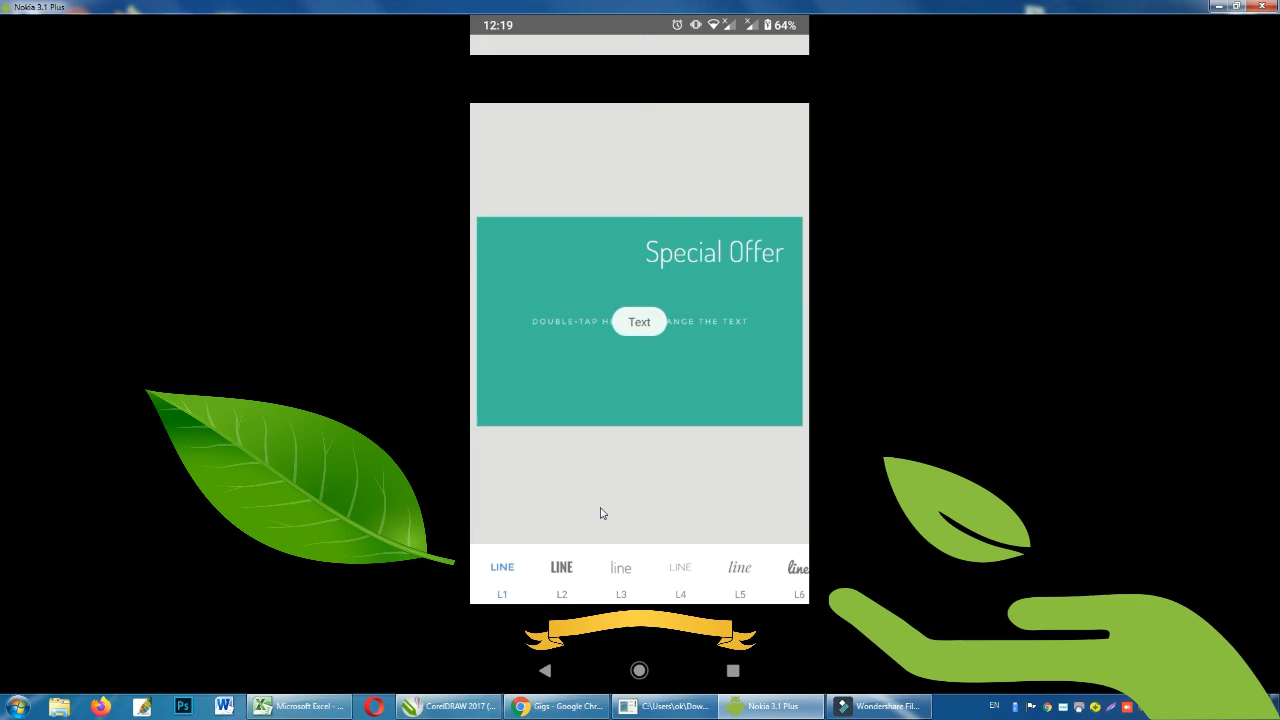 Nokia 3.1 Plus
12:19
64%
Special Offer
DOUBLE-TAP H
Text
ANGE THE TEXT
LINE
LINE
line
LINE
line
line
L1
L2
L3
L4
L5
L6
Microsoft Excel - ...
CorelDRAW 2017 (...
Gigs - Google Chr...
C:\Users\ok\Dow...
Nokia 3.1 Plus
Wondershare Fil...
EN